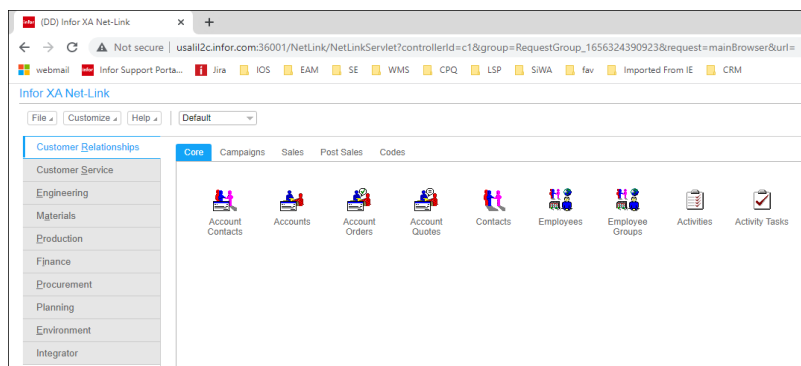 infor (DD) Infor XA Net-Link × +
Not secure | usalil2c.infor.com:36001/NetLink/NetLinkServlet?controllerId=c1&group=RequestGroup_1656324390923&request=mainBrowser&url=
webmail infor Infor Support Porta... Jira IOS EAM SE WMS CPQ LSP SiWA fav Imported From IE CRM
Infor XA Net-Link
File Customize Help Default
Customer Relationships
Customer Service
Engineering
Materials
Production
Finance
Procurement
Planning
Environment
Integrator
Core Campaigns Sales Post Sales Codes
Account Contacts
Accounts
Account Orders
Account Quotes
Contacts
Employees
Employee Groups
Activities
Activity Tasks